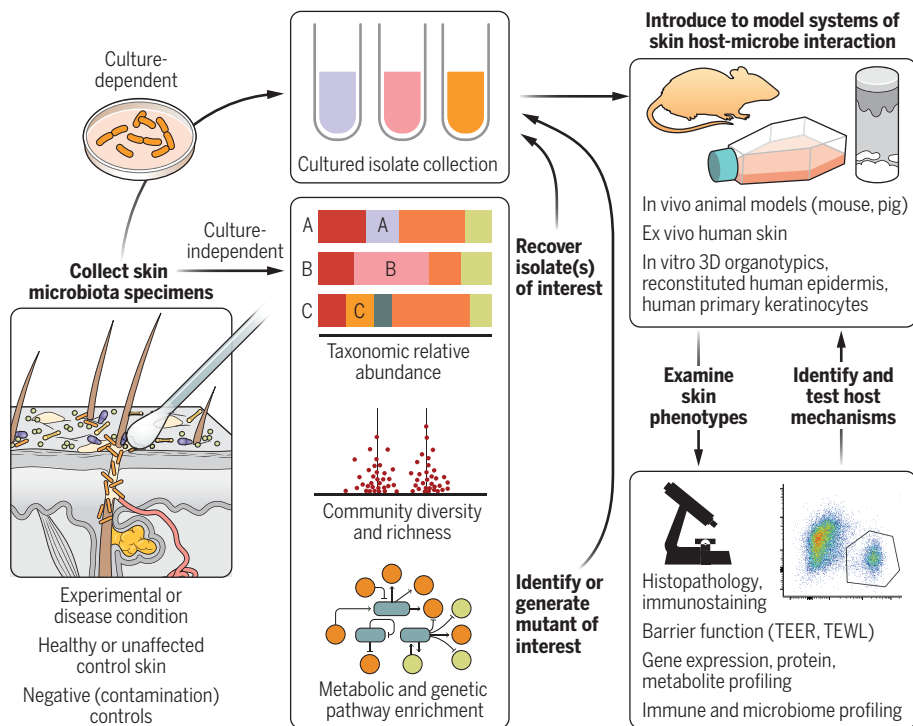 Culture-
dependent
Collect skin
microbiota specimens
Experimental or
disease condition
Healthy or unaffected
control skin
Negative (contamination)
controls
Culture-
independent
Cultured isolate collection
A
A
B
B
C
C
Taxonomic relative
abundance
Community diversity
and richness
Metabolic and genetic
pathway enrichment
Recover
isolate(s)
of interest
Identify or
generate
mutant of
interest
Introduce to model systems of
skin host-microbe interaction
In vivo animal models (mouse, pig)
Ex vivo human skin
In vitro 3D organotypics,
reconstituted human epidermis,
human primary keratinocytes
Examine
skin
phenotypes
Identify and
test host
mechanisms
Histopathology,
immunostaining
Barrier function (TEER, TEWL)
Gene expression, protein,
metabolite profiling
Immune and microbiome profiling